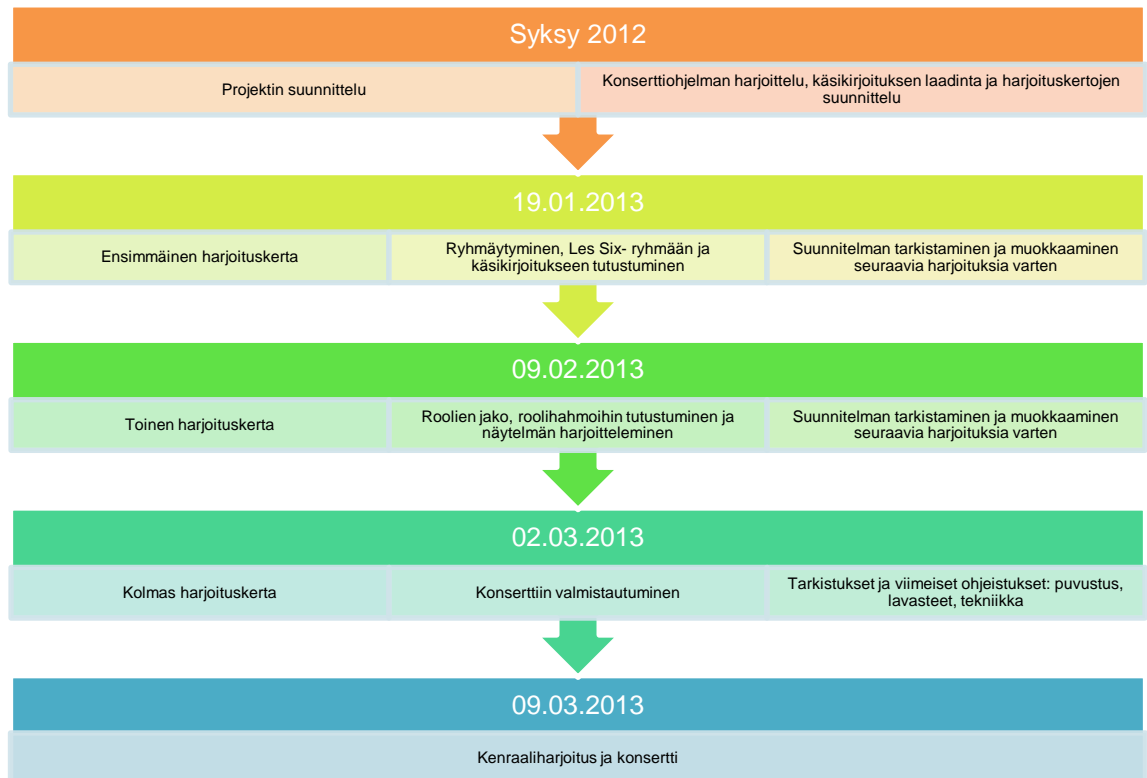 Syksy 2012
Projektin suunnittelu
Konserttiohjelman harjoittelu, käsikirjoituksen laadinta ja harjoituskertojen
suunnittelu
19.01.2013
Ensimmäinen harjoituskerta
Ryhmäytyminen, Les Six- ryhmään ja
käsikirjoitukseen tutustuminen
Suunnitelman tarkistaminen ja muokkaaminen
seuraavia harjoituksia varten
09.02.2013
Toinen harjoituskerta
Roolien jako, roolihahmoihin tutustuminen ja
näytelmän harjoitteleminen
Suunnitelman tarkistaminen ja muokkaaminen
seuraavia harjoituksia varten
02.03.2013
Kolmas harjoituskerta
Konserttiin valmistautuminen
Tarkistukset ja viimeiset ohjeistukset: puvustus,
lavasteet, tekniikka
09.03.2013
Kenraaliharjoitus ja konsertti